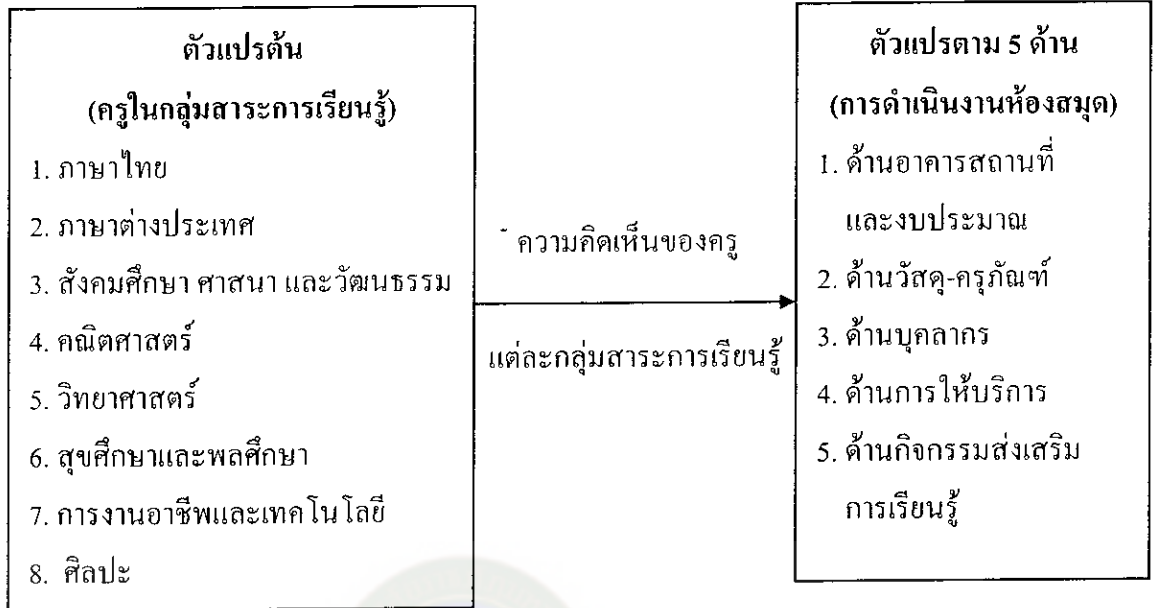 ตัวแปรต้น
(ครูในกลุ่มสาระการเรียนรู้)
1. ภาษาไทย
2. ภาษาต่างประเทศ
3. สังคมศึกษา ศาสนา และวัฒนธรรม
4. คณิตศาสตร์
5. วิทยาศาสตร์
6. สุขศึกษาและพลศึกษา
7. การงานอาชีพและเทคโนโลยี
8. ศิลปะ
ความคิดเห็นของครู
แต่ละกลุ่มสาระการเรียนรู้
ตัวแปรตาม 5 ด้าน
(การดำเนินงานห้องสมุด)
1. ด้านอาคารสถานที่
และงบประมาณ
2. ด้านวัสดุ-ครุภัณฑ์
3. ด้านบุคลากร
4. ด้านการให้บริการ
5. ด้านกิจกรรมส่งเสริม
การเรียนรู้